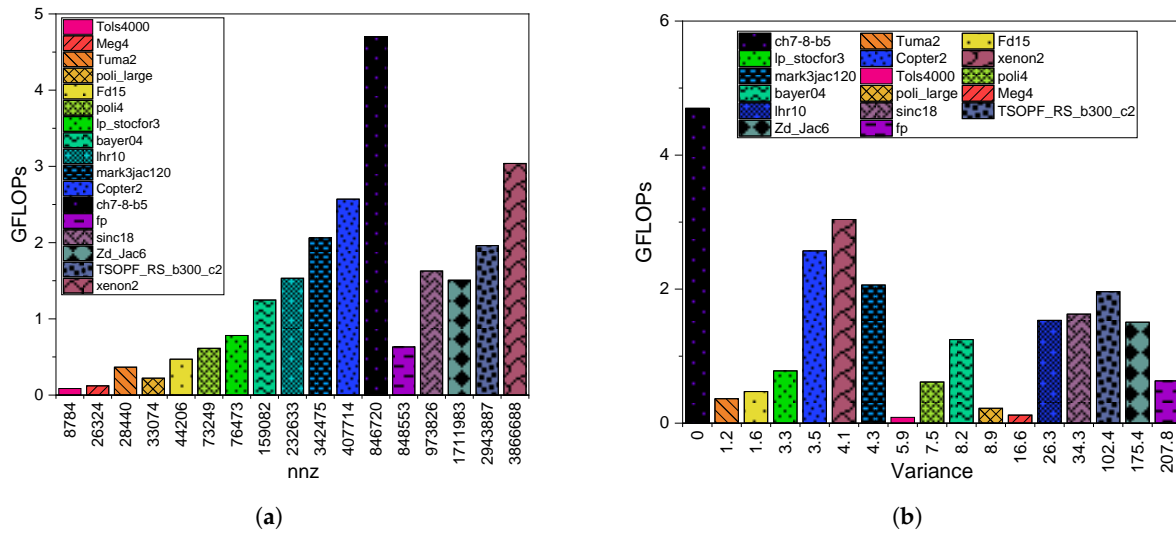 5
4
3
2
1
0
GFLOPs
Tols4000
Meg4
Tuma2
poli_large
Fd15
poli4
lp_stocfor3
bayer04
lhr10
mark3jac120
Copter2
ch7-8-b5
fp
sinc18
Zd_Jac6
TSOPF_RS_b300_c2
xenon2
8784
26324
28440
33074
44206
73249
76473
159082
232633
342475
407714
846720
848553
973826
1711983
2943887
3866688
nnz
(a)
6
4
2
0
GFLOPs
ch7-8-b5 Tuma2 Fd15
lp_stocfor3 Copter2 xenon2
mark3jac120 Tols4000 poli4
bayer04 poli_large Meg4
lhr10 sinc18 TSOPF_RS_b300_c2
Zd_Jac6 fp
0
1.2
1.6
3.3
3.5
4.1
4.3
5.9
7.5
8.2
8.9
16.6
26.3
34.3
102.4
175.4
207.8
Variance
(b)